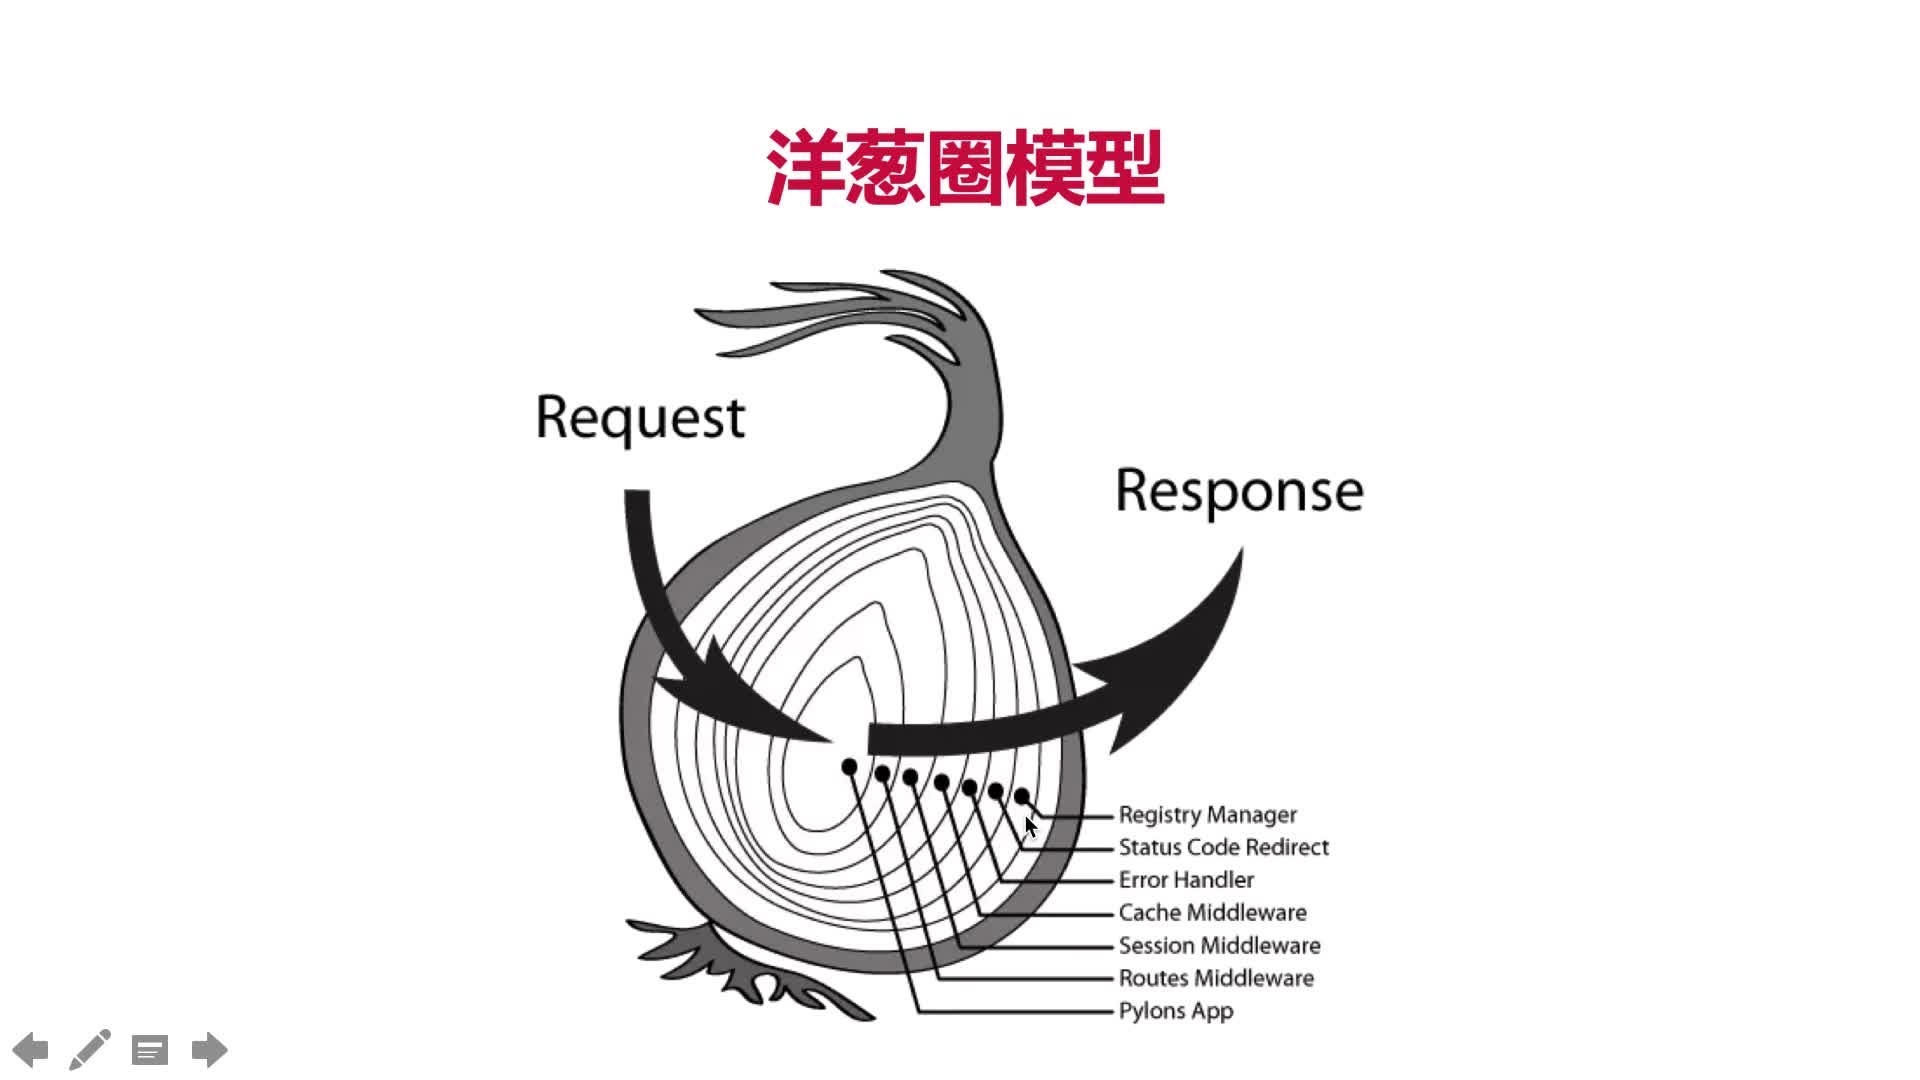 洋葱圈模型
Request
Response
Registry Manager
Status Code Redirect
Error Handler
Cache Middleware
Session Middleware
Routes Middleware
Pylons App